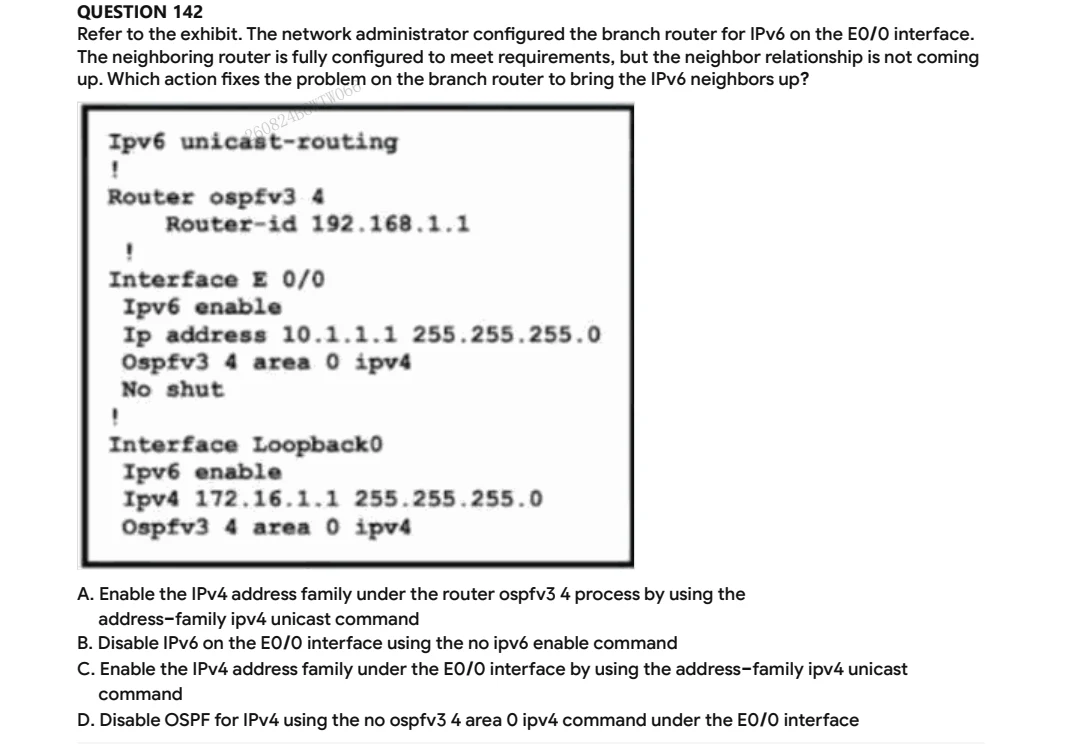 QUESTION 142
Refer to the exhibit. The network administrator configured the branch router for IPv6 on the E0/0 interface.
The neighboring router is fully configured to meet requirements, but the neighbor relationship is not coming
up. Which action fixes the problem on the branch router to bring the IPv6 neighbors up?
Ipv6 unicast-routing
!
Router ospfv3 4
Router-id 192.168.1.1
!
Interface E 0/0
Ipv6 enable
Ip address 10.1.1.1 255.255.255.0
Ospfv3 4 area 0 ipv4
No shut
!
Interface Loopback0
Ipv6 enable
Ipv4 172.16.1.1 255.255.255.0
Ospfv3 4 area 0 ipv4
A. Enable the IPv4 address family under the router ospfv3 4 process by using the
address-family ipv4 unicast command
B. Disable IPv6 on the E0/0 interface using the no ipv6 enable command
C. Enable the IPv4 address family under the E0/0 interface by using the address-family ipv4 unicast
command
D. Disable OSPF for IPv4 using the no ospfv3 4 area 0 ipv4 command under the E0/0 interface